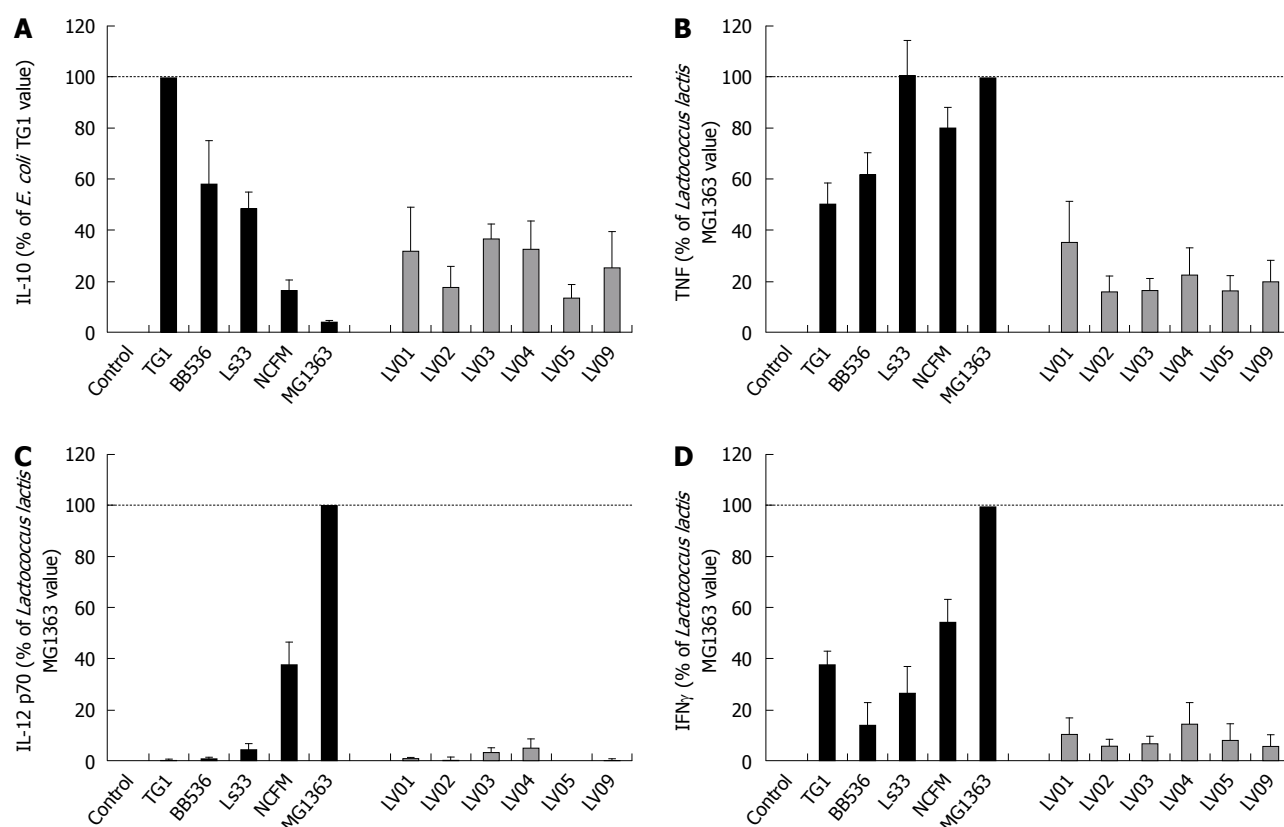 A
IL-10 (% of E. coli TG1 value)
120
100
80
60
40
20
0
Control
TG1
BB536
Ls33
NCFM
MG1363
LV01
LV02
LV03
LV04
LV05
LV09
B
TNF (% of Lactococcus lactis
MG1363 value)
120
100
80
60
40
20
0
Control
TG1
BB536
Ls33
NCFM
MG1363
LV01
LV02
LV03
LV04
LV05
LV09
C
IL-12 p70 (% of Lactococcus lactis
MG1363 value)
120
100
80
60
40
20
0
Control
TG1
BB536
Ls33
NCFM
MG1363
LV01
LV02
LV03
LV04
LV05
LV09
D
IFNγ (% of Lactococcus lactis
MG1363 value)
120
100
80
60
40
20
0
Control
TG1
BB536
Ls33
NCFM
MG1363
LV01
LV02
LV03
LV04
LV05
LV09